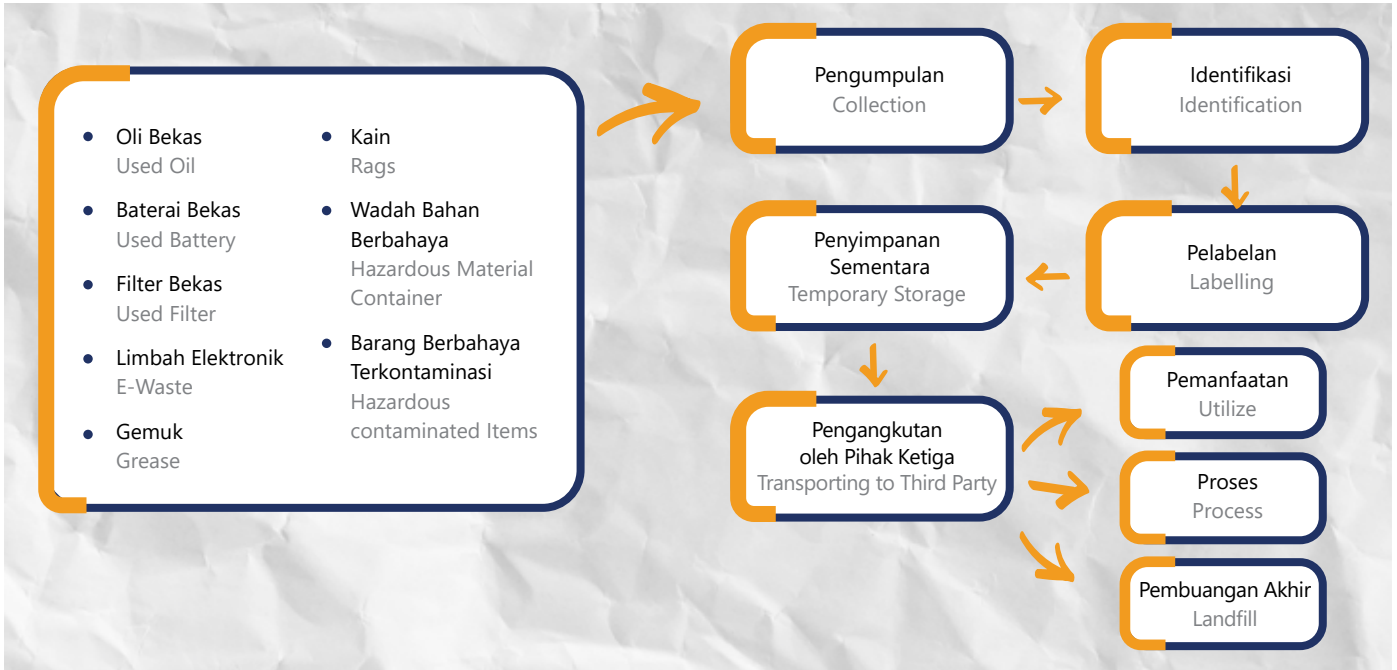 Oli Bekas
Used Oil
Baterai Bekas
Used Battery
Filter Bekas
Used Filter
Limbah Elektronik
E-Waste
Gemuk
Grease
Kain
Rags
Wadah Bahan
Berbahaya
Hazardous Material
Container
Barang Berbahaya
Terkontaminasi
Hazardous
contaminated Items
Pengumpulan
Collection
Identifikasi
Identification
Pelabelan
Labelling
Penyimpanan
Sementara
Temporary Storage
Pengangkutan
oleh Pihak Ketiga
Transporting to Third Party
Pemanfaatan
Utilize
Proses
Process
Pembuangan Akhir
Landfill